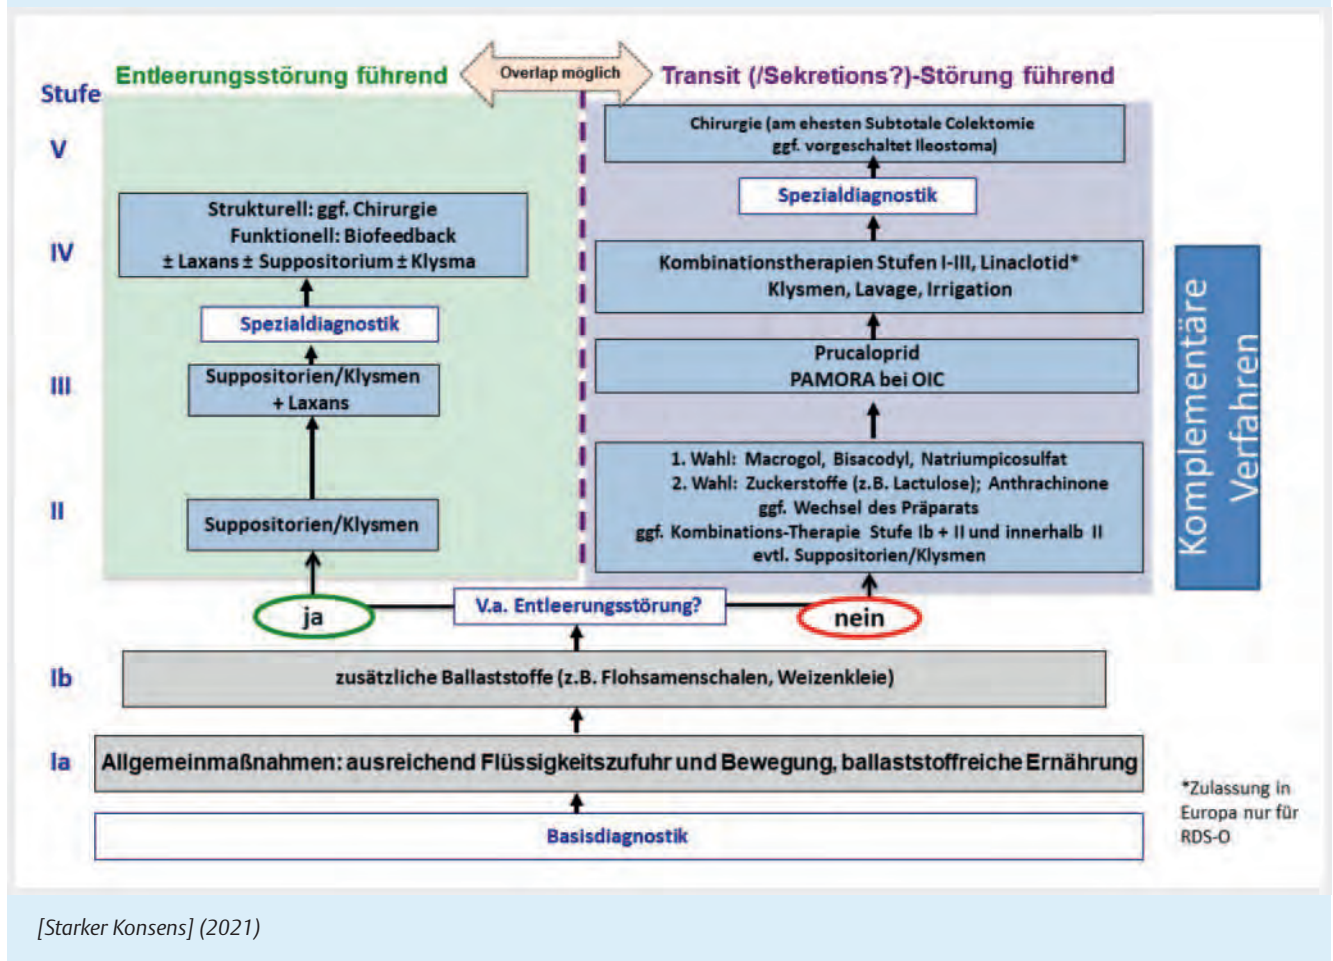 Entleerungsstörung führend
Overlap möglich
Transit (/Sekretions?)-Störung führend
Stufe
V
Chirurgie (am ehesten Subtotale Colektomie
ggf. vorgeschaltet Ileostoma)
Spezialdiagnostik
IV
Strukturell: ggf. Chirurgie
Funktionell: Biofeedback
± Laxans ± Suppositorium ± Klysma
Kombinationstherapien Stufen I-III, Linaclotid*
Klysmen, Lavage, Irrigation
Spezialdiagnostik
III
Suppositorien/Klysmen
+ Laxans
Prucaloprid
PAMORA bei OIC
II
Suppositorien/Klysmen
1. Wahl: Macrogol, Bisacodyl, Natriumpicosulfat
2. Wahl: Zuckerstoffe (z.B. Lactulose); Anthrachinone
ggf. Wechsel des Präparats
ggf. Kombinations-Therapie Stufe Ib + II und innerhalb II
evtl. Suppositorien/Klysmen
Komplementäre
Verfahren
ja
V.a. Entleerungsstörung?
nein
Ib
zusätzliche Ballaststoffe (z.B. Flohsamenschalen, Weizenkleie)
Ia
Allgemeinmaßnahmen: ausreichend Flüssigkeitszufuhr und Bewegung, ballaststoffreiche Ernährung
Basisdiagnostik
*Zulassung in
Europa nur für
RDS-O
[Starker Konsens] (2021)